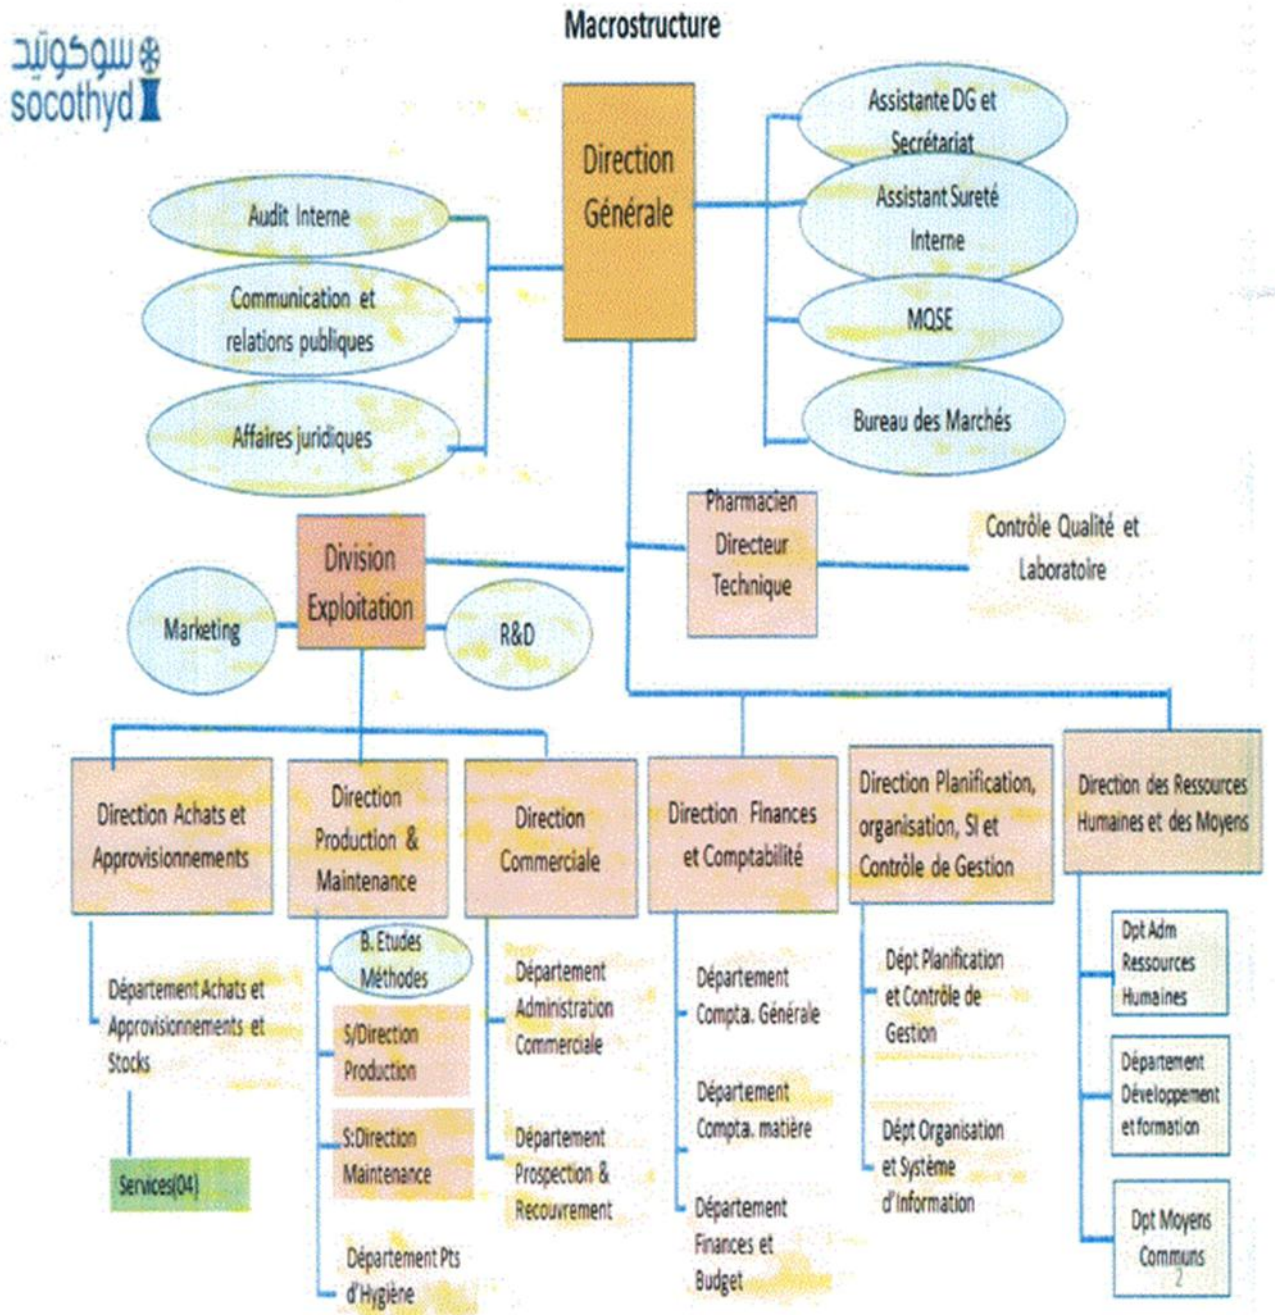 Macrostructure
سوكوتيد
socothyd
Direction
Générale
Assistante DG et
Secrétariat
Assistant Sureté
Interne
MQSE
Bureau des Marchés
Audit Interne
Communication et
relations publiques
Affaires juridiques
Pharmacien
Directeur
Technique
Contrôle Qualité et
Laboratoire
Division
Exploitation
Marketing
R&D
Direction Achats et
Approvisionnements
Direction
Production &
Maintenance
Direction
Commerciale
Direction Finances
et Comptabilité
Direction Planification,
organisation, SI et
Contrôle de Gestion
Direction des Ressources
Humaines et des Moyens
Département Achats et
Approvisionnements et
Stocks
Services(04)
B. Etudes
Méthodes
S/Direction
Production
S:Direction
Maintenance
Département Pts
d'Hygiène
Département
Administration
Commerciale
Département
Prospection &
Recouvrement
Département
Compta. Générale
Département
Compta. matière
Département
Finances et
Budget
Dépt Planification
et Contrôle de
Gestion
Dépt Organisation
et Système
d'Information
Dpt Adm
Ressources
Humaines
Département
Développement
et formation
Dpt Moyens
Communs
2